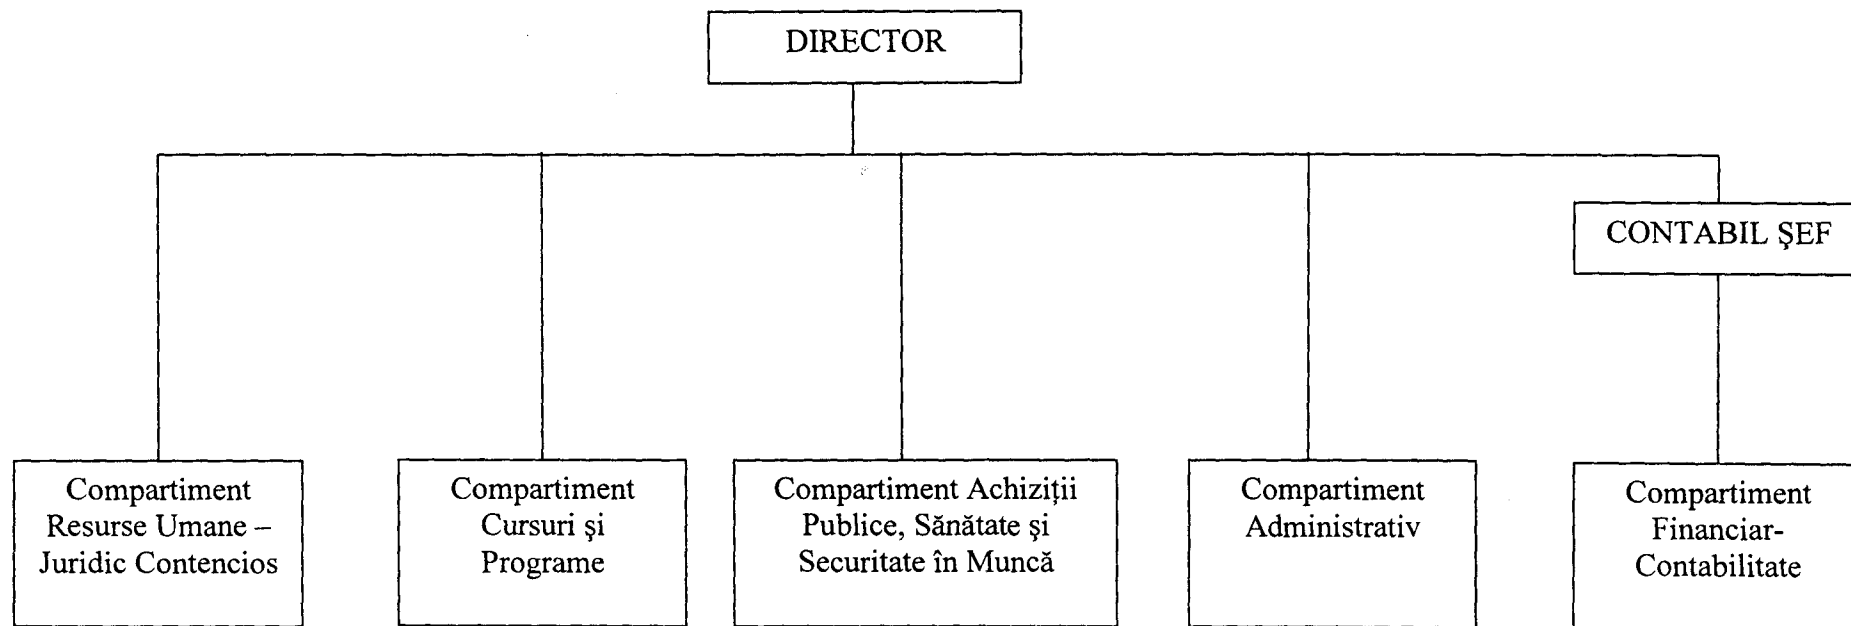 DIRECTOR
CONTABIL ŞEF
Compartiment
Resurse Umane –
Juridic Contencios
Compartiment
Cursuri şi
Programe
Compartiment Achiziţii
Publice, Sănătate şi
Securitate în Muncă
Compartiment
Administrativ
Compartiment
Financiar-
Contabilitate